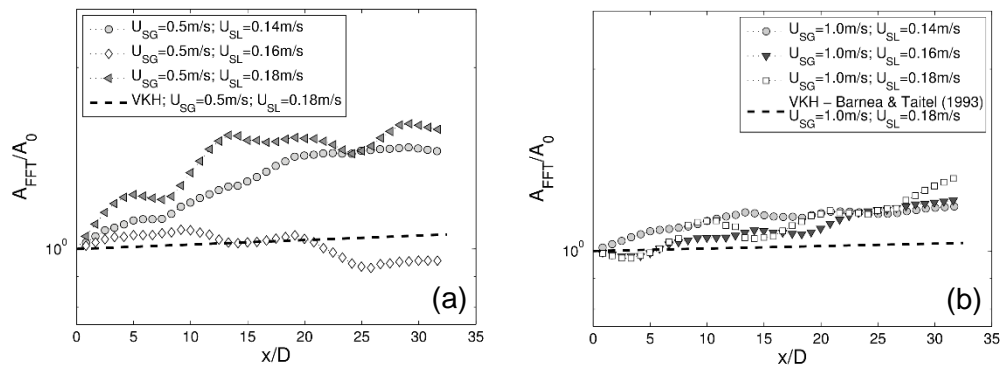 U_SG=0.5m/s; U_SL=0.14m/s
U_SG=0.5m/s; U_SL=0.16m/s
U_SG=0.5m/s; U_SL=0.18m/s
VKH; U_SG=0.5m/s; U_SL=0.18m/s
A_FFT/A_0
10^0
(a)
0 5 10 15 20 25 30 35
x/D
U_SG=1.0m/s; U_SL=0.14m/s
U_SG=1.0m/s; U_SL=0.16m/s
U_SG=1.0m/s; U_SL=0.18m/s
VKH – Barnea & Taitel (1993)
U_SG=1.0m/s; U_SL=0.18m/s
A_FFT/A_0
10^0
(b)
0 5 10 15 20 25 30 35
x/D